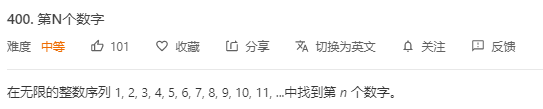 400. 第N个数字
难度 中等 101 收藏 分享 切换为英文 关注 反馈
在无限的整数序列 1, 2, 3, 4, 5, 6, 7, 8, 9, 10, 11, ...中找到第 n 个数字。